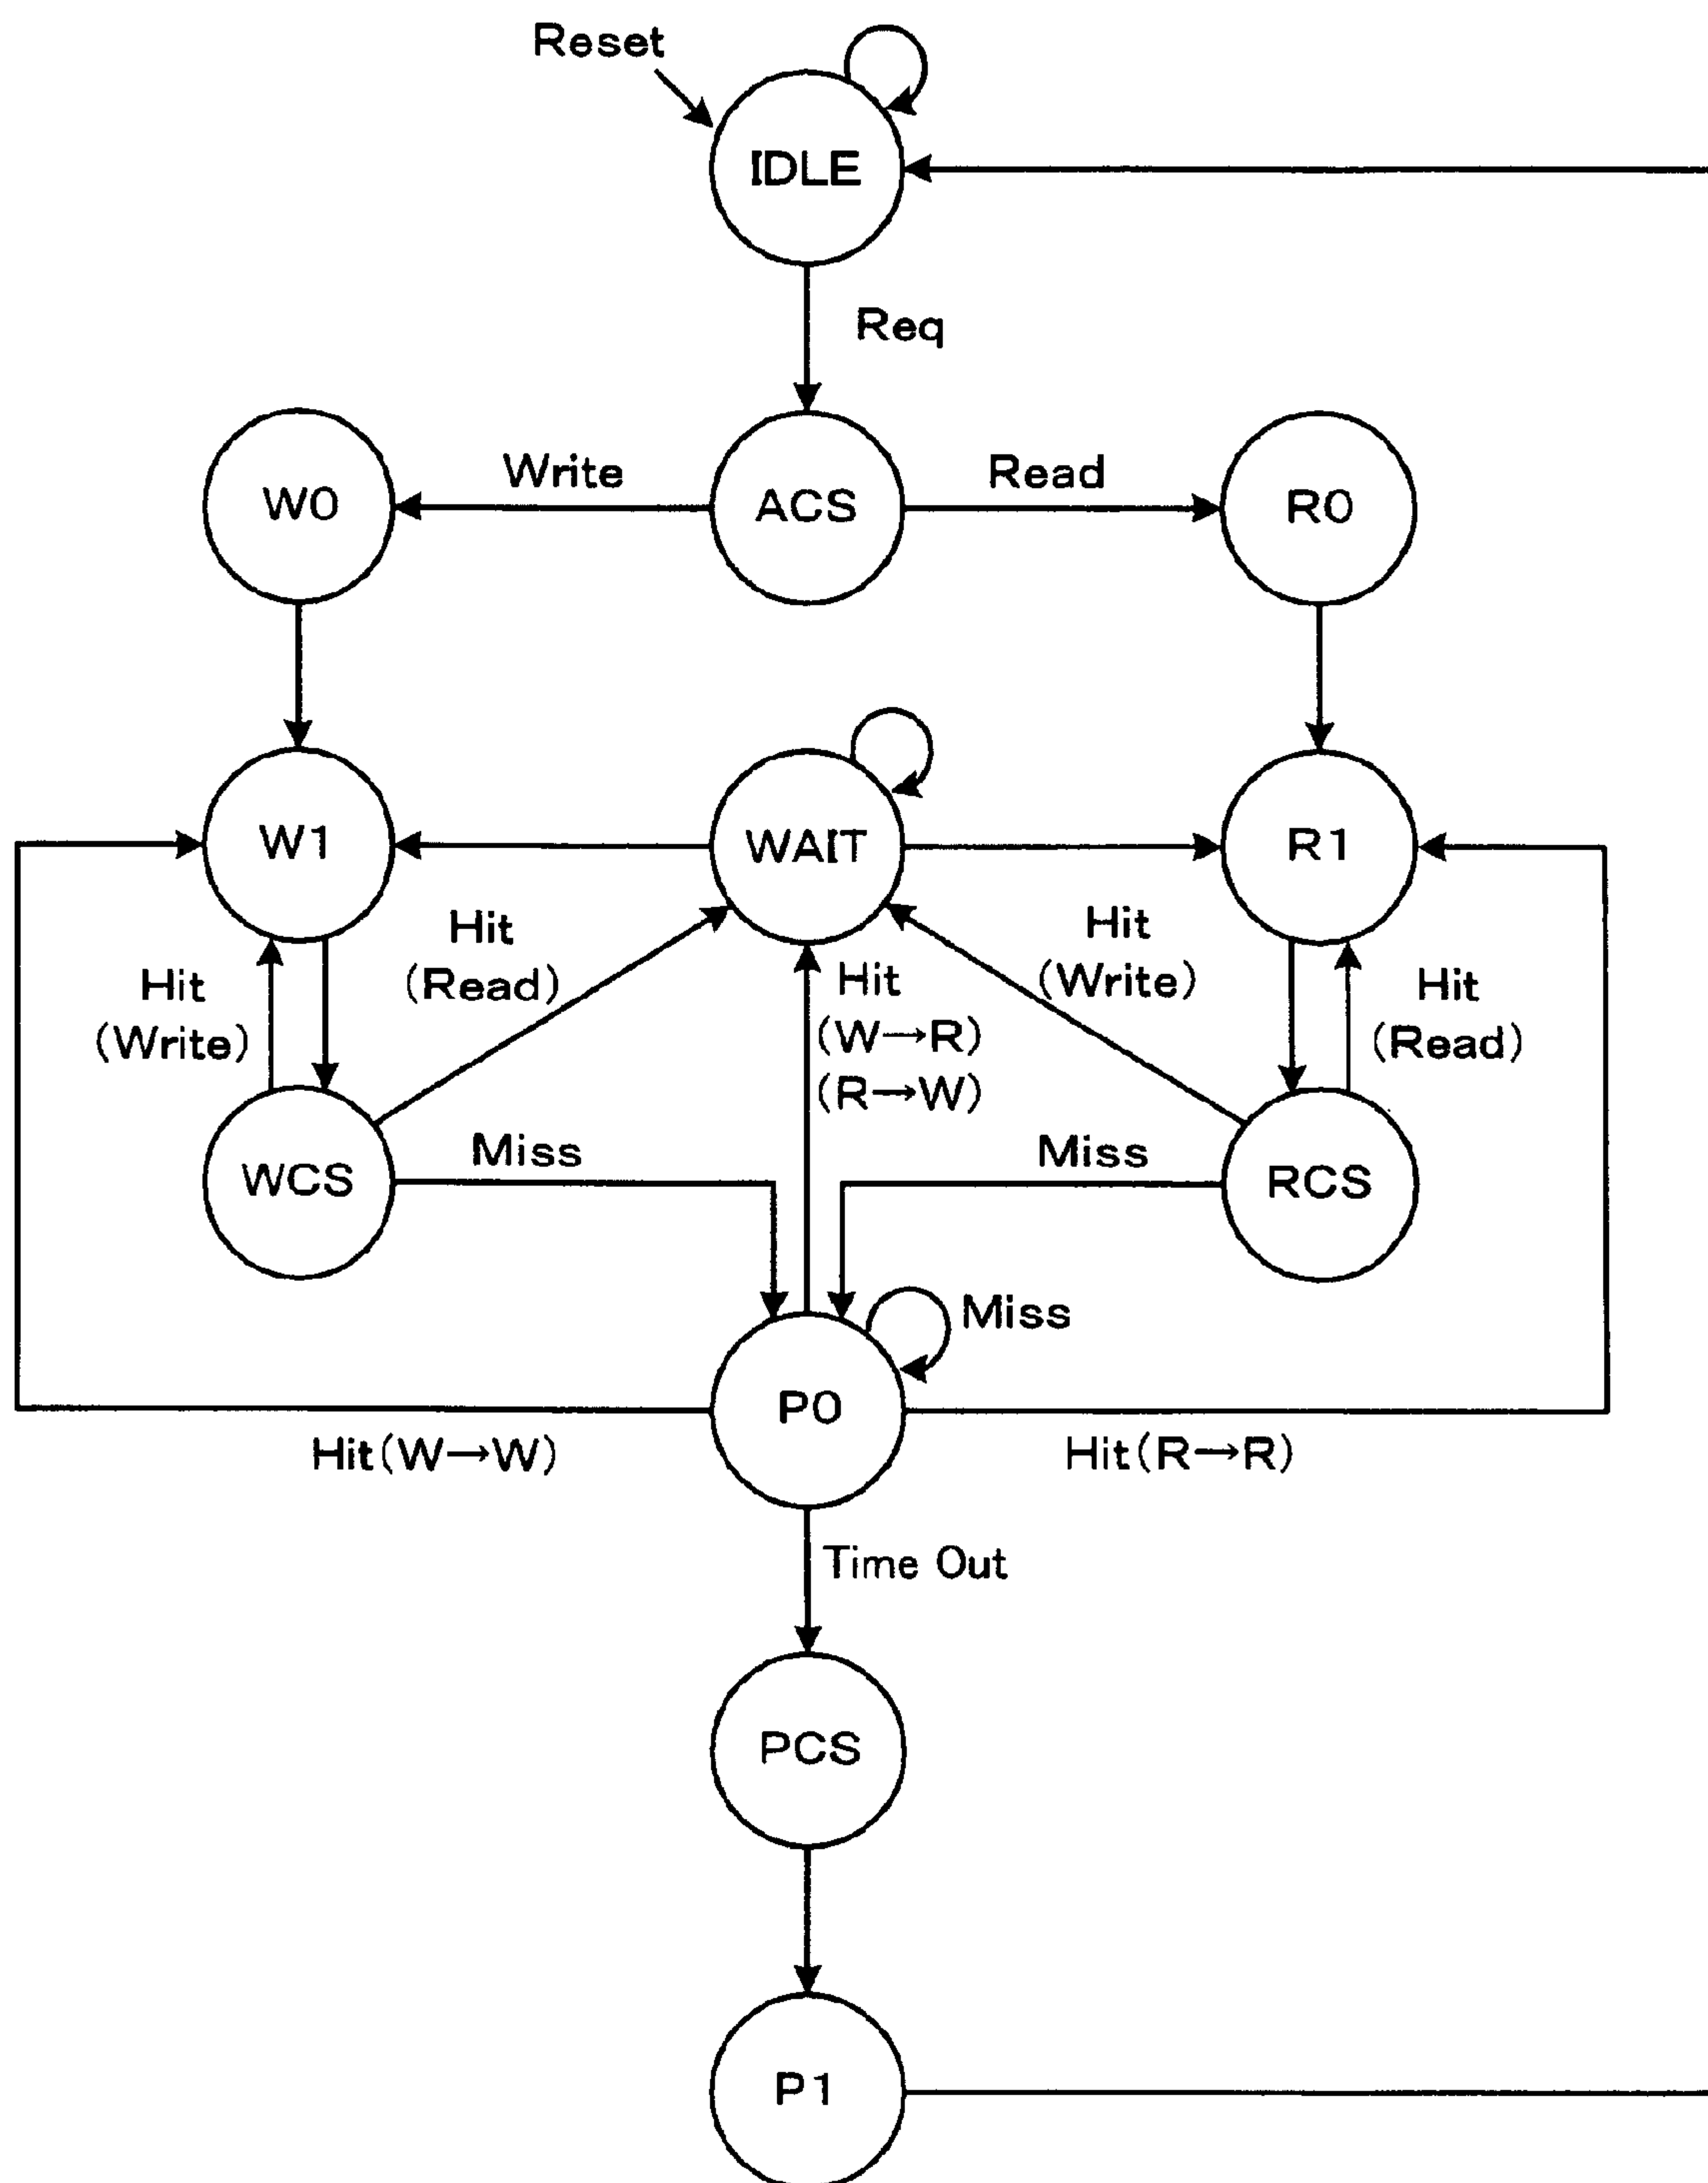 Reset
IDLE
Req
Write
Read
W0
ACS
R0
W1
WAIT
R1
Hit
(Read)
Hit
(Write)
Hit
(Write)
Hit
(W→R)
(R→W)
Hit
(Read)
WCS
Miss
Miss
RCS
Miss
P0
Hit(W→W)
Hit(R→R)
Time Out
PCS
P1